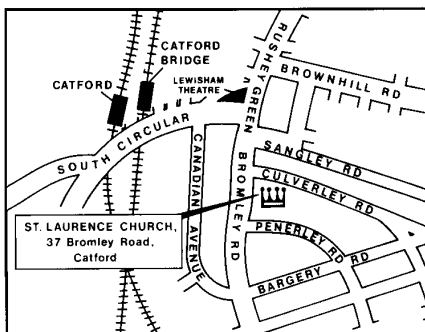 CATFORD
BRIDGE
CATFORD
LEWISHAM
THEATRE
RUSHEY GREEN
BROWNHILL RD
SOUTH CIRCULAR
CANADIAN AVENUE
BROMLEY RD
SANGLEY RD
CULVERLEY RD
ST. LAURENCE CHURCH,
37 Bromley Road,
Catford
PENERLEY RD
BARGERY RD